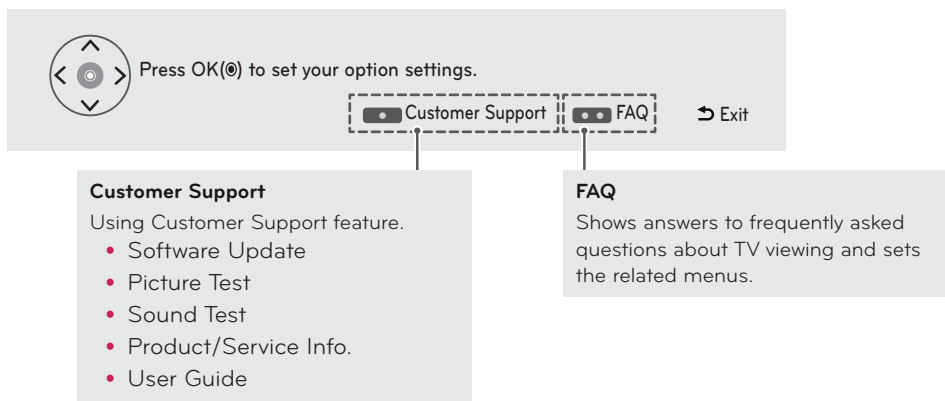 Press OK(◉) to set your option settings.
Customer Support FAQ Exit
Customer Support
Using Customer Support feature.
• Software Update
• Picture Test
• Sound Test
• Product/Service Info.
• User Guide
FAQ
Shows answers to frequently asked
questions about TV viewing and sets
the related menus.